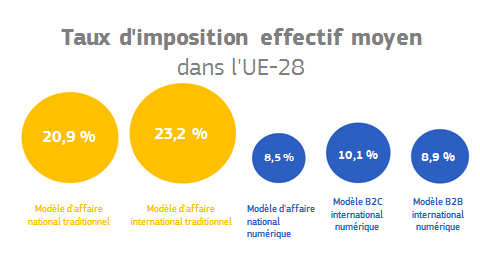 Taux d'imposition effectif moyen
dans l'UE-28
20,9 %
23,2 %
8,5 %
10,1 %
8,9 %
Modèle d'affaire
national traditionnel
Modèle d'affaire
international traditionnel
Modèle d'affaire
national
numérique
Modèle B2C
international
numérique
Modèle B2B
international
numérique